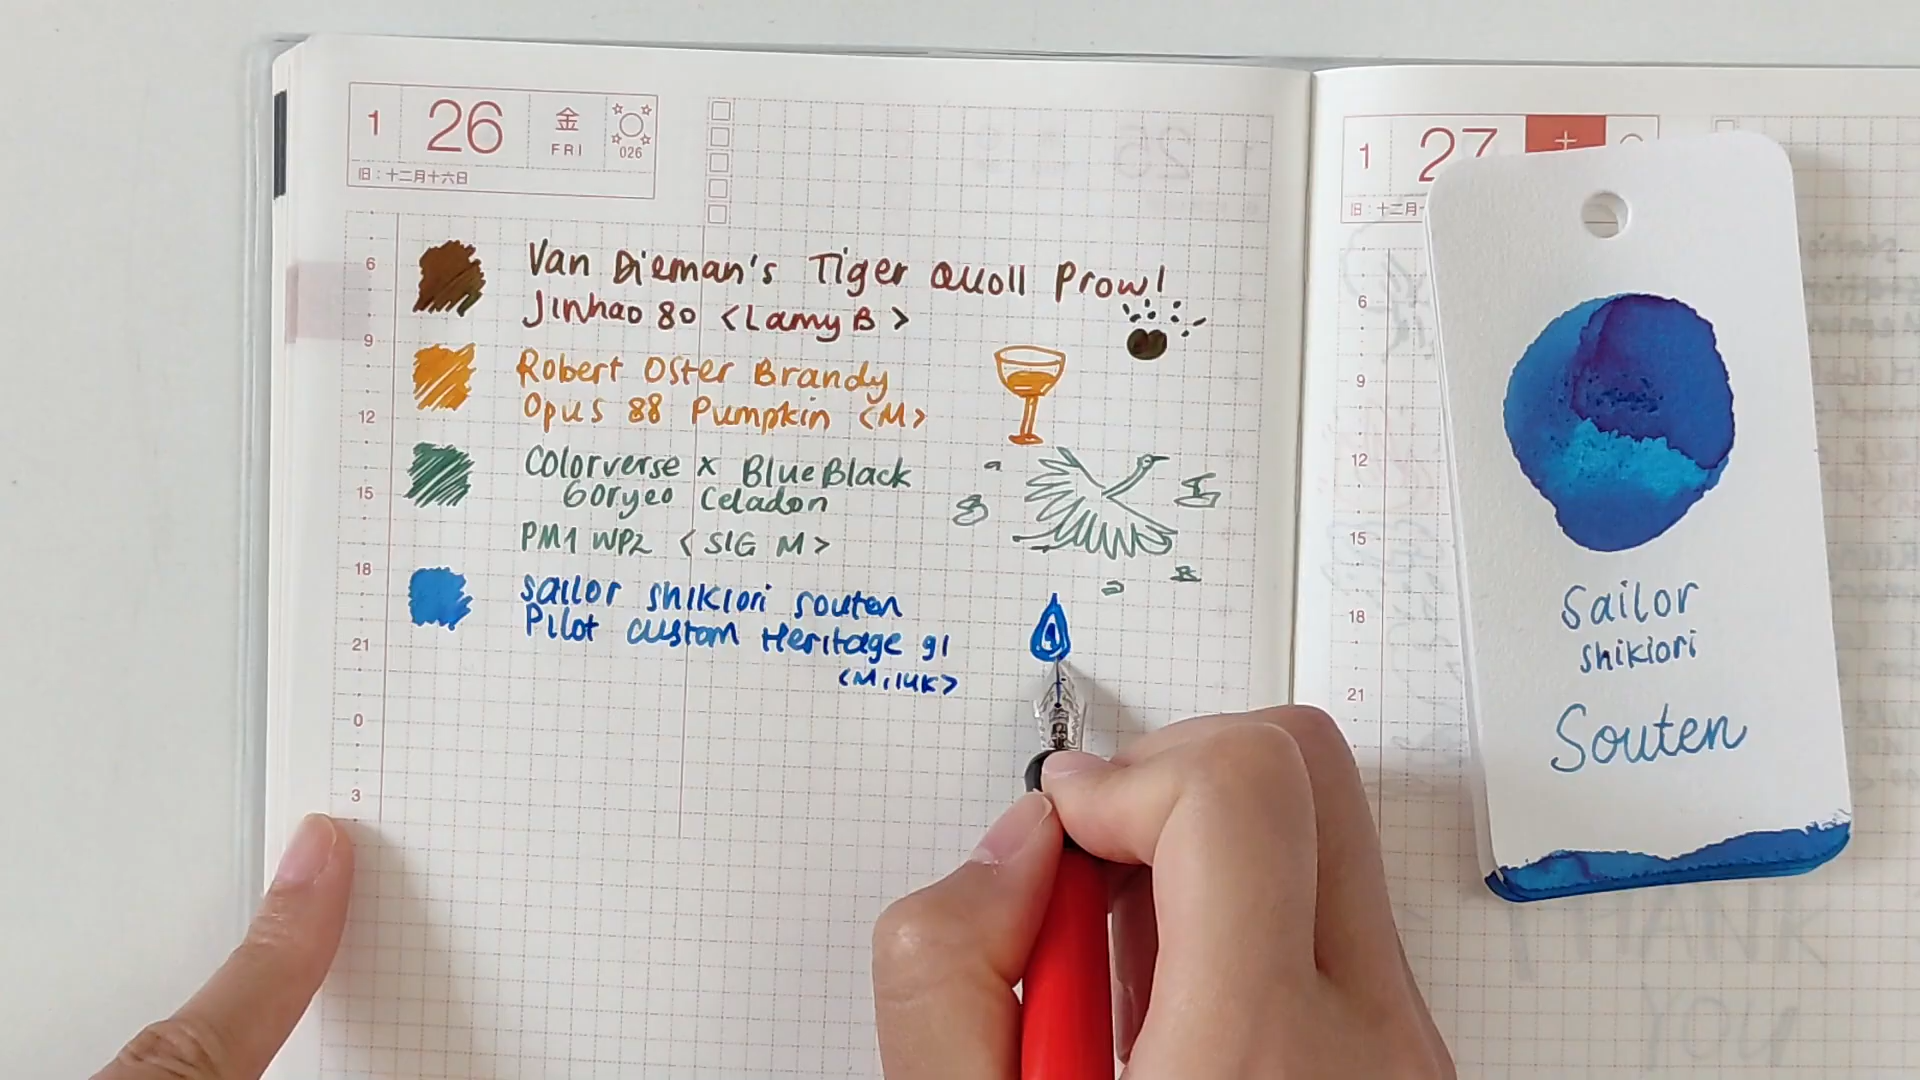 1 26 金 FRI 026
旧：十二月十六日
6
Van Dieman's Tiger Quoll Prowl
Jinhao 80 <Lamy B>
9
Robert Oster Brandy
12
Opus 88 Pumpkin <M>
Colorverse x BlueBlack
15
Goryeo Celadon
PM1 WP2 <SIG M>
18
Sailor Shikiori Souten
Pilot Custom Heritage 91
21
<M, 14K>
0
3
1 27 土
旧：十二月十
6
9
12
15
18
21
Sailor
Shikiori
Souten
THANK
YOU